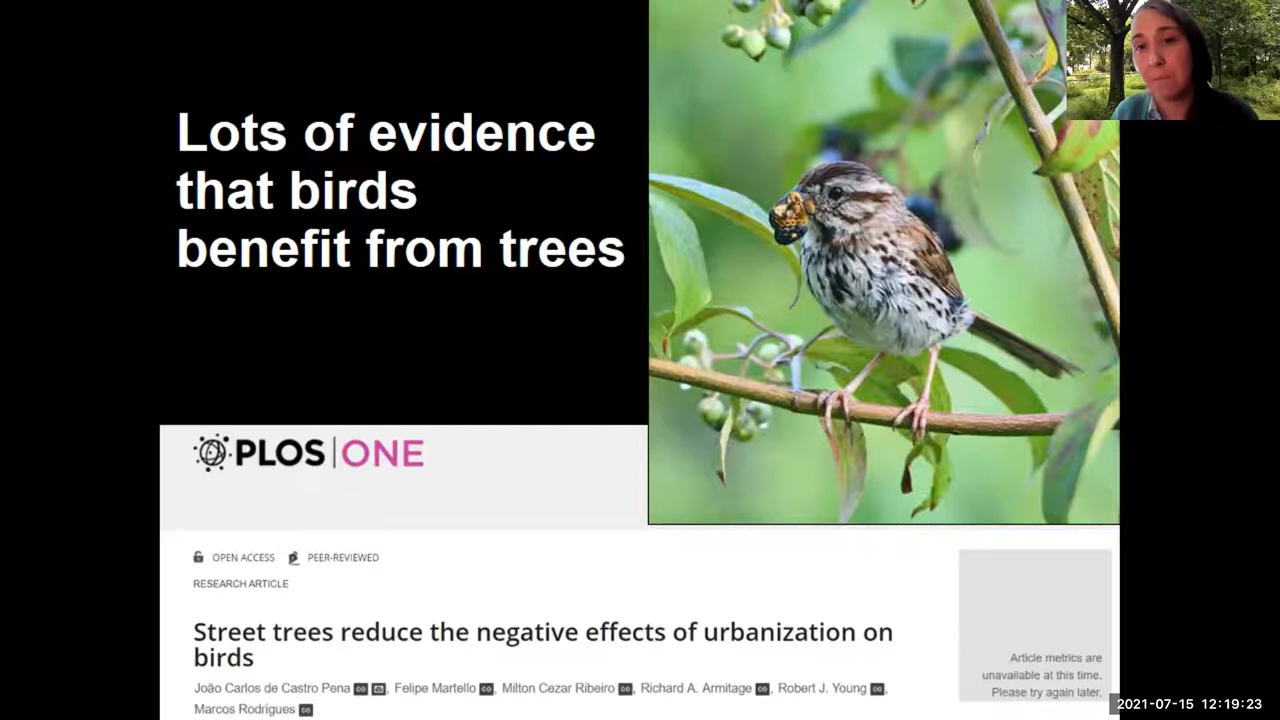 Lots of evidence
that birds
benefit from trees
PLOS | ONE
OPEN ACCESS PEER-REVIEWED
RESEARCH ARTICLE
Street trees reduce the negative effects of urbanization on
birds
João Carlos de Castro Pena, Felipe Martello, Milton Cezar Ribeiro, Richard A. Armitage, Robert J. Young,
Marcos Rodrigues
Article metrics are
unavailable at this time.
Please try again later.
2021-07-15 12:19:23